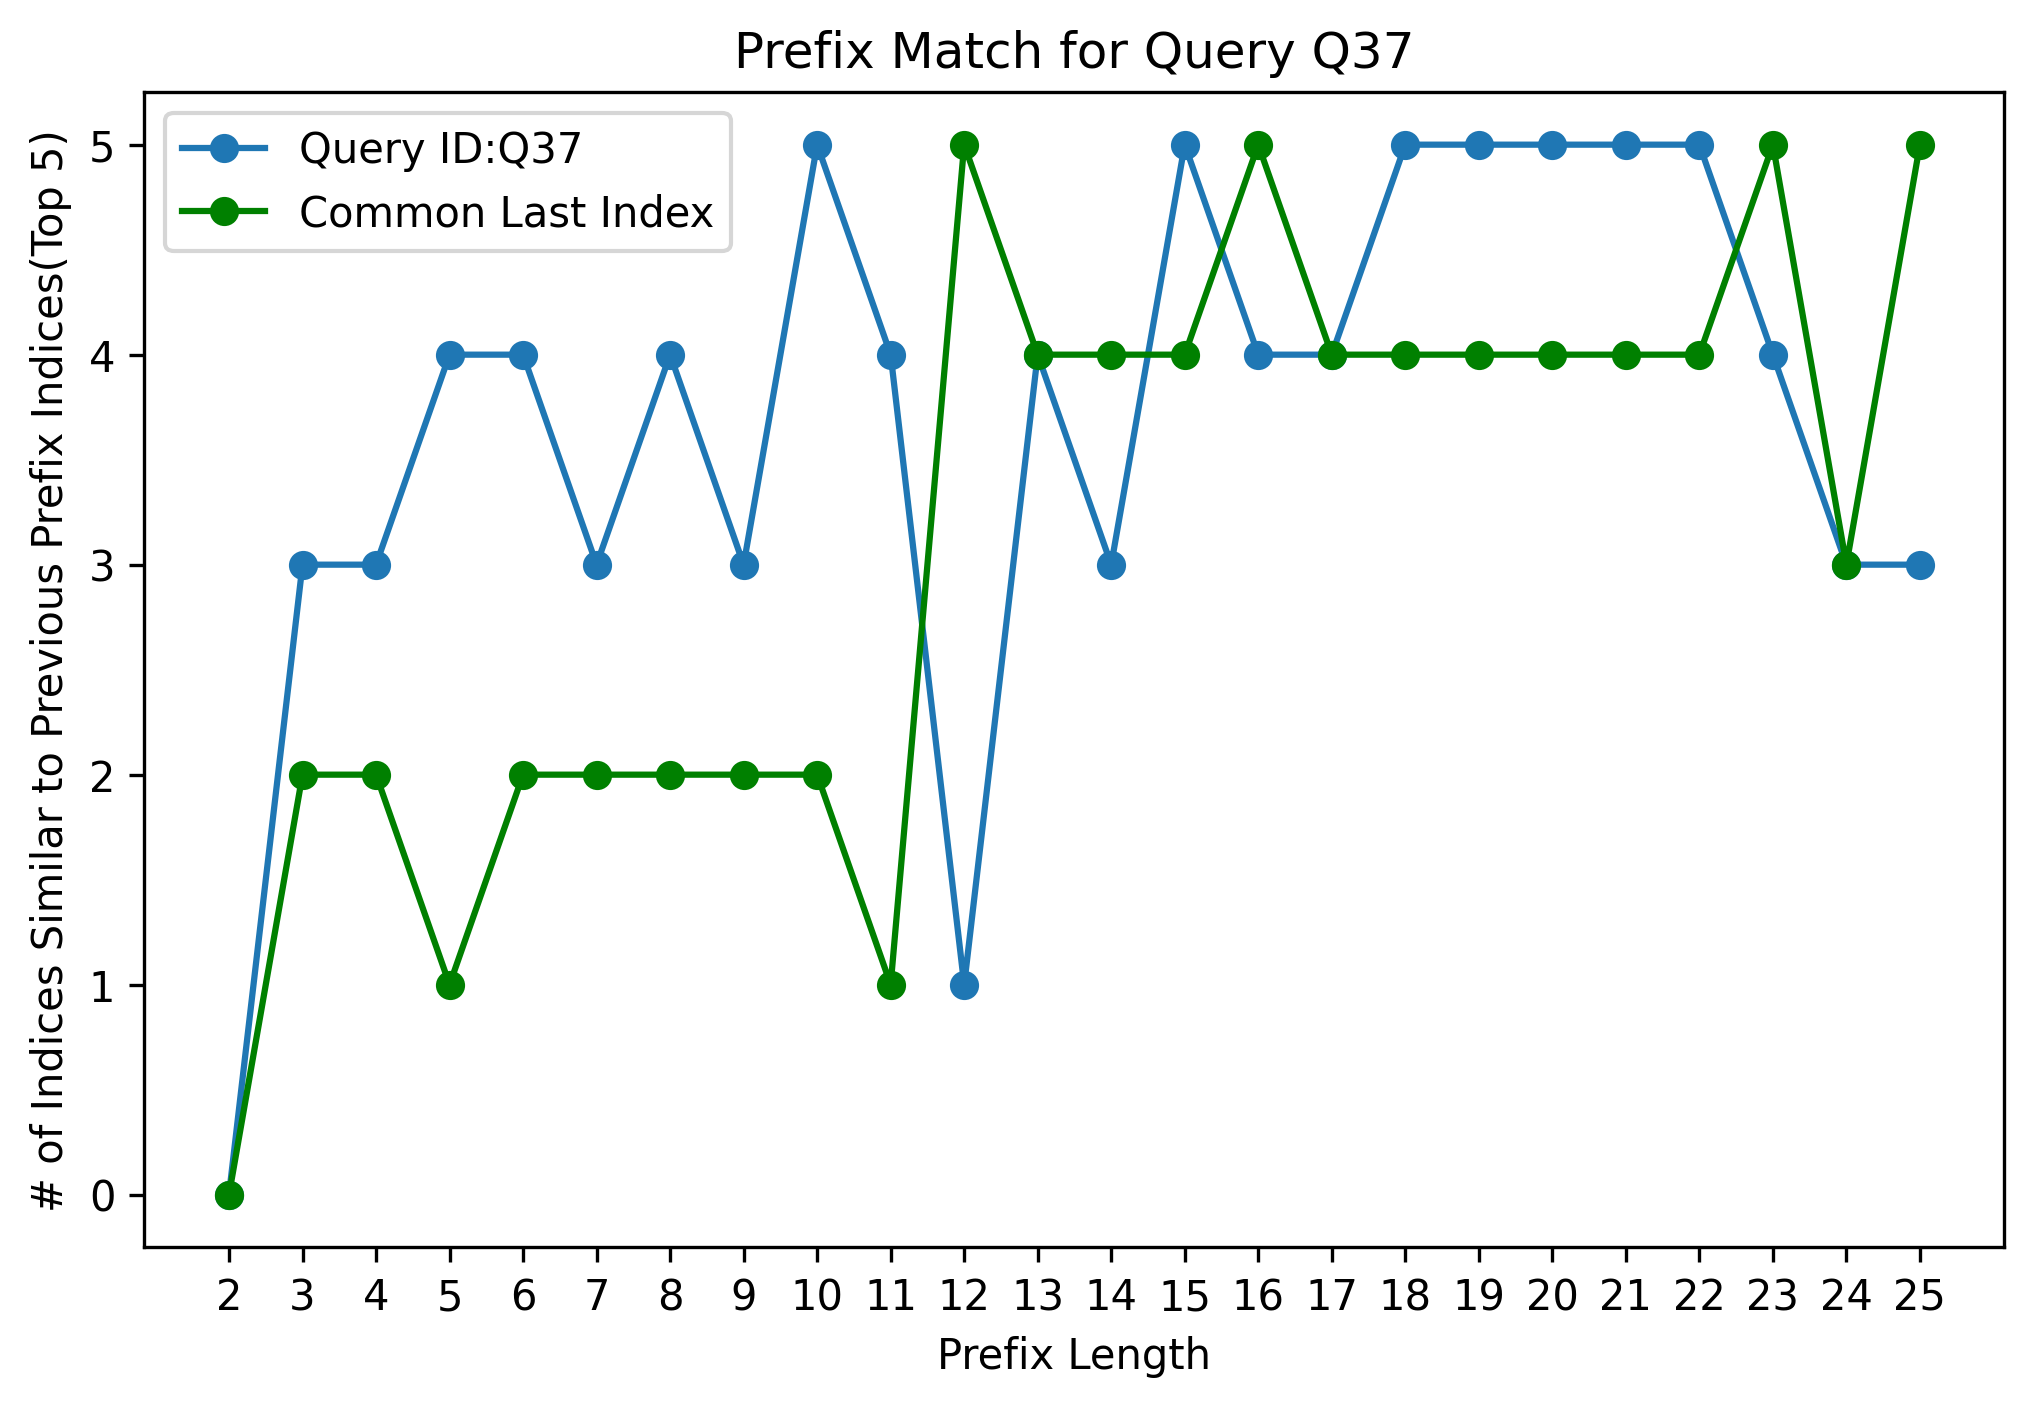 Prefix Match for Query Q37
Query ID:Q37
Common Last Index
# of Indices Similar to Previous Prefix Indices(Top 5)
5
4
3
2
1
0
2 3 4 5 6 7 8 9 10 11 12 13 14 15 16 17 18 19 20 21 22 23 24 25
Prefix Length